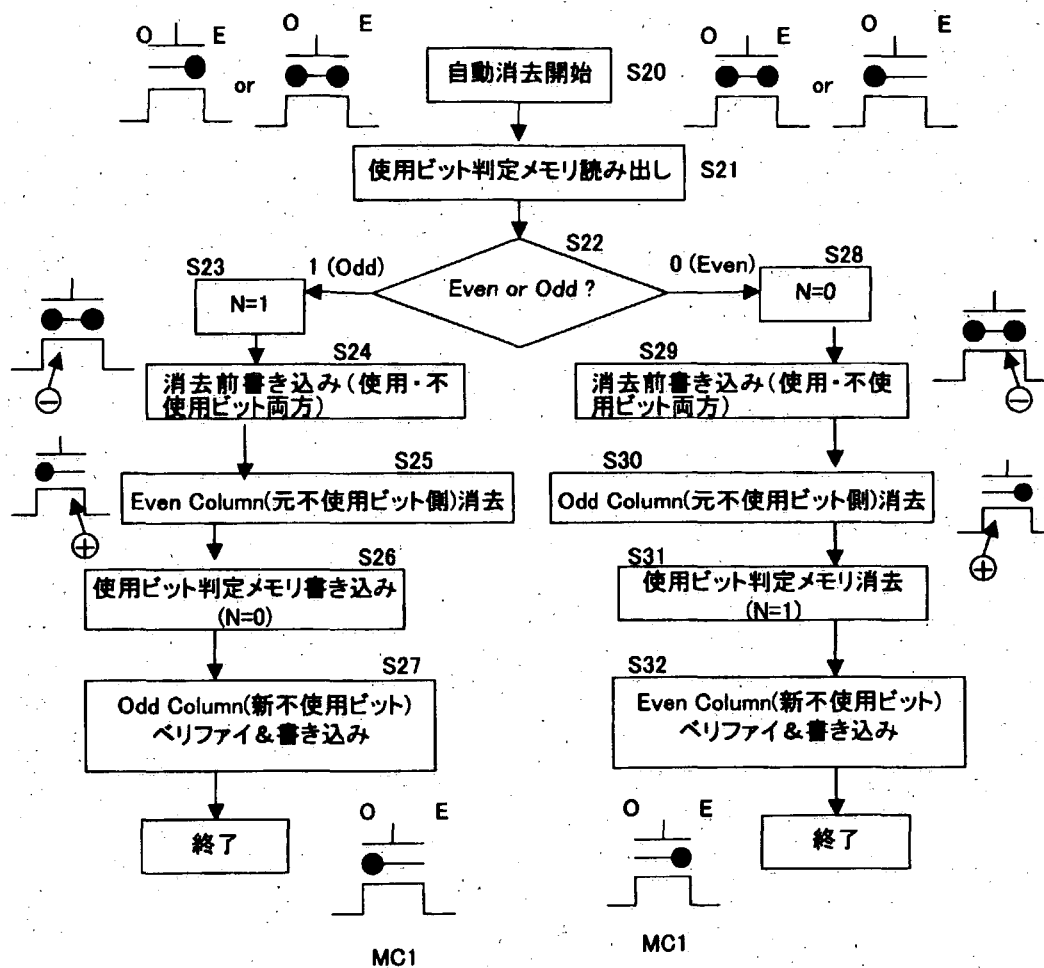 O E
or
O E
自動消去開始 S20
O E
or
O E
使用ビット判定メモリ読み出し S21
S22
Even or Odd ?
1 (Odd)
0 (Even)
S23
N=1
S28
N=0
S24
消去前書き込み(使用・不
使用ビット両方)
S29
消去前書き込み(使用・不使
用ビット両方)
⊖
⊖
S25
Even Column(元不使用ビット側)消去
S30
Odd Column(元不使用ビット側)消去
⊕
⊕
S26
使用ビット判定メモリ書き込み
(N=0)
S31
使用ビット判定メモリ消去
(N=1)
S27
Odd Column(新不使用ビット)
ベリファイ&書き込み
S32
Even Column(新不使用ビット)
ベリファイ&書き込み
終了
O E
MC1
O E
MC1
終了